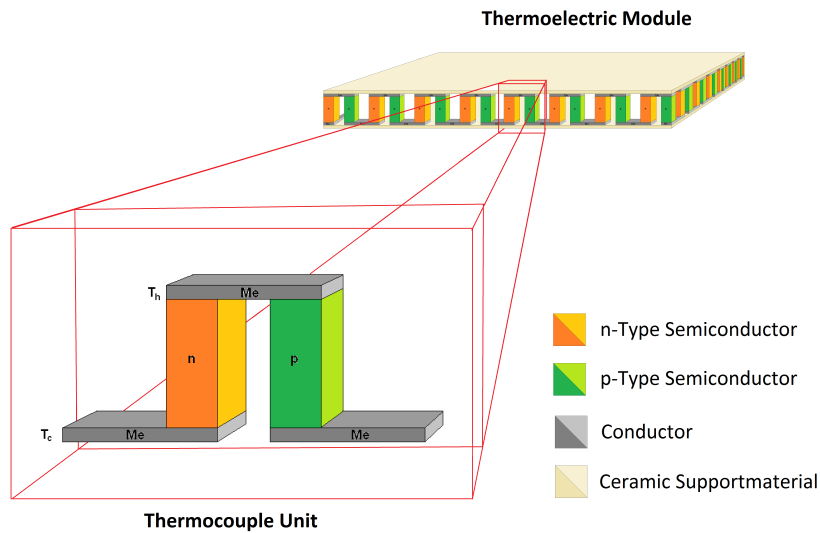 Thermoelectric Module
Th
Me
n
p
Tc
Me
Me
n-Type Semiconductor
p-Type Semiconductor
Conductor
Ceramic Supportmaterial
Thermocouple Unit